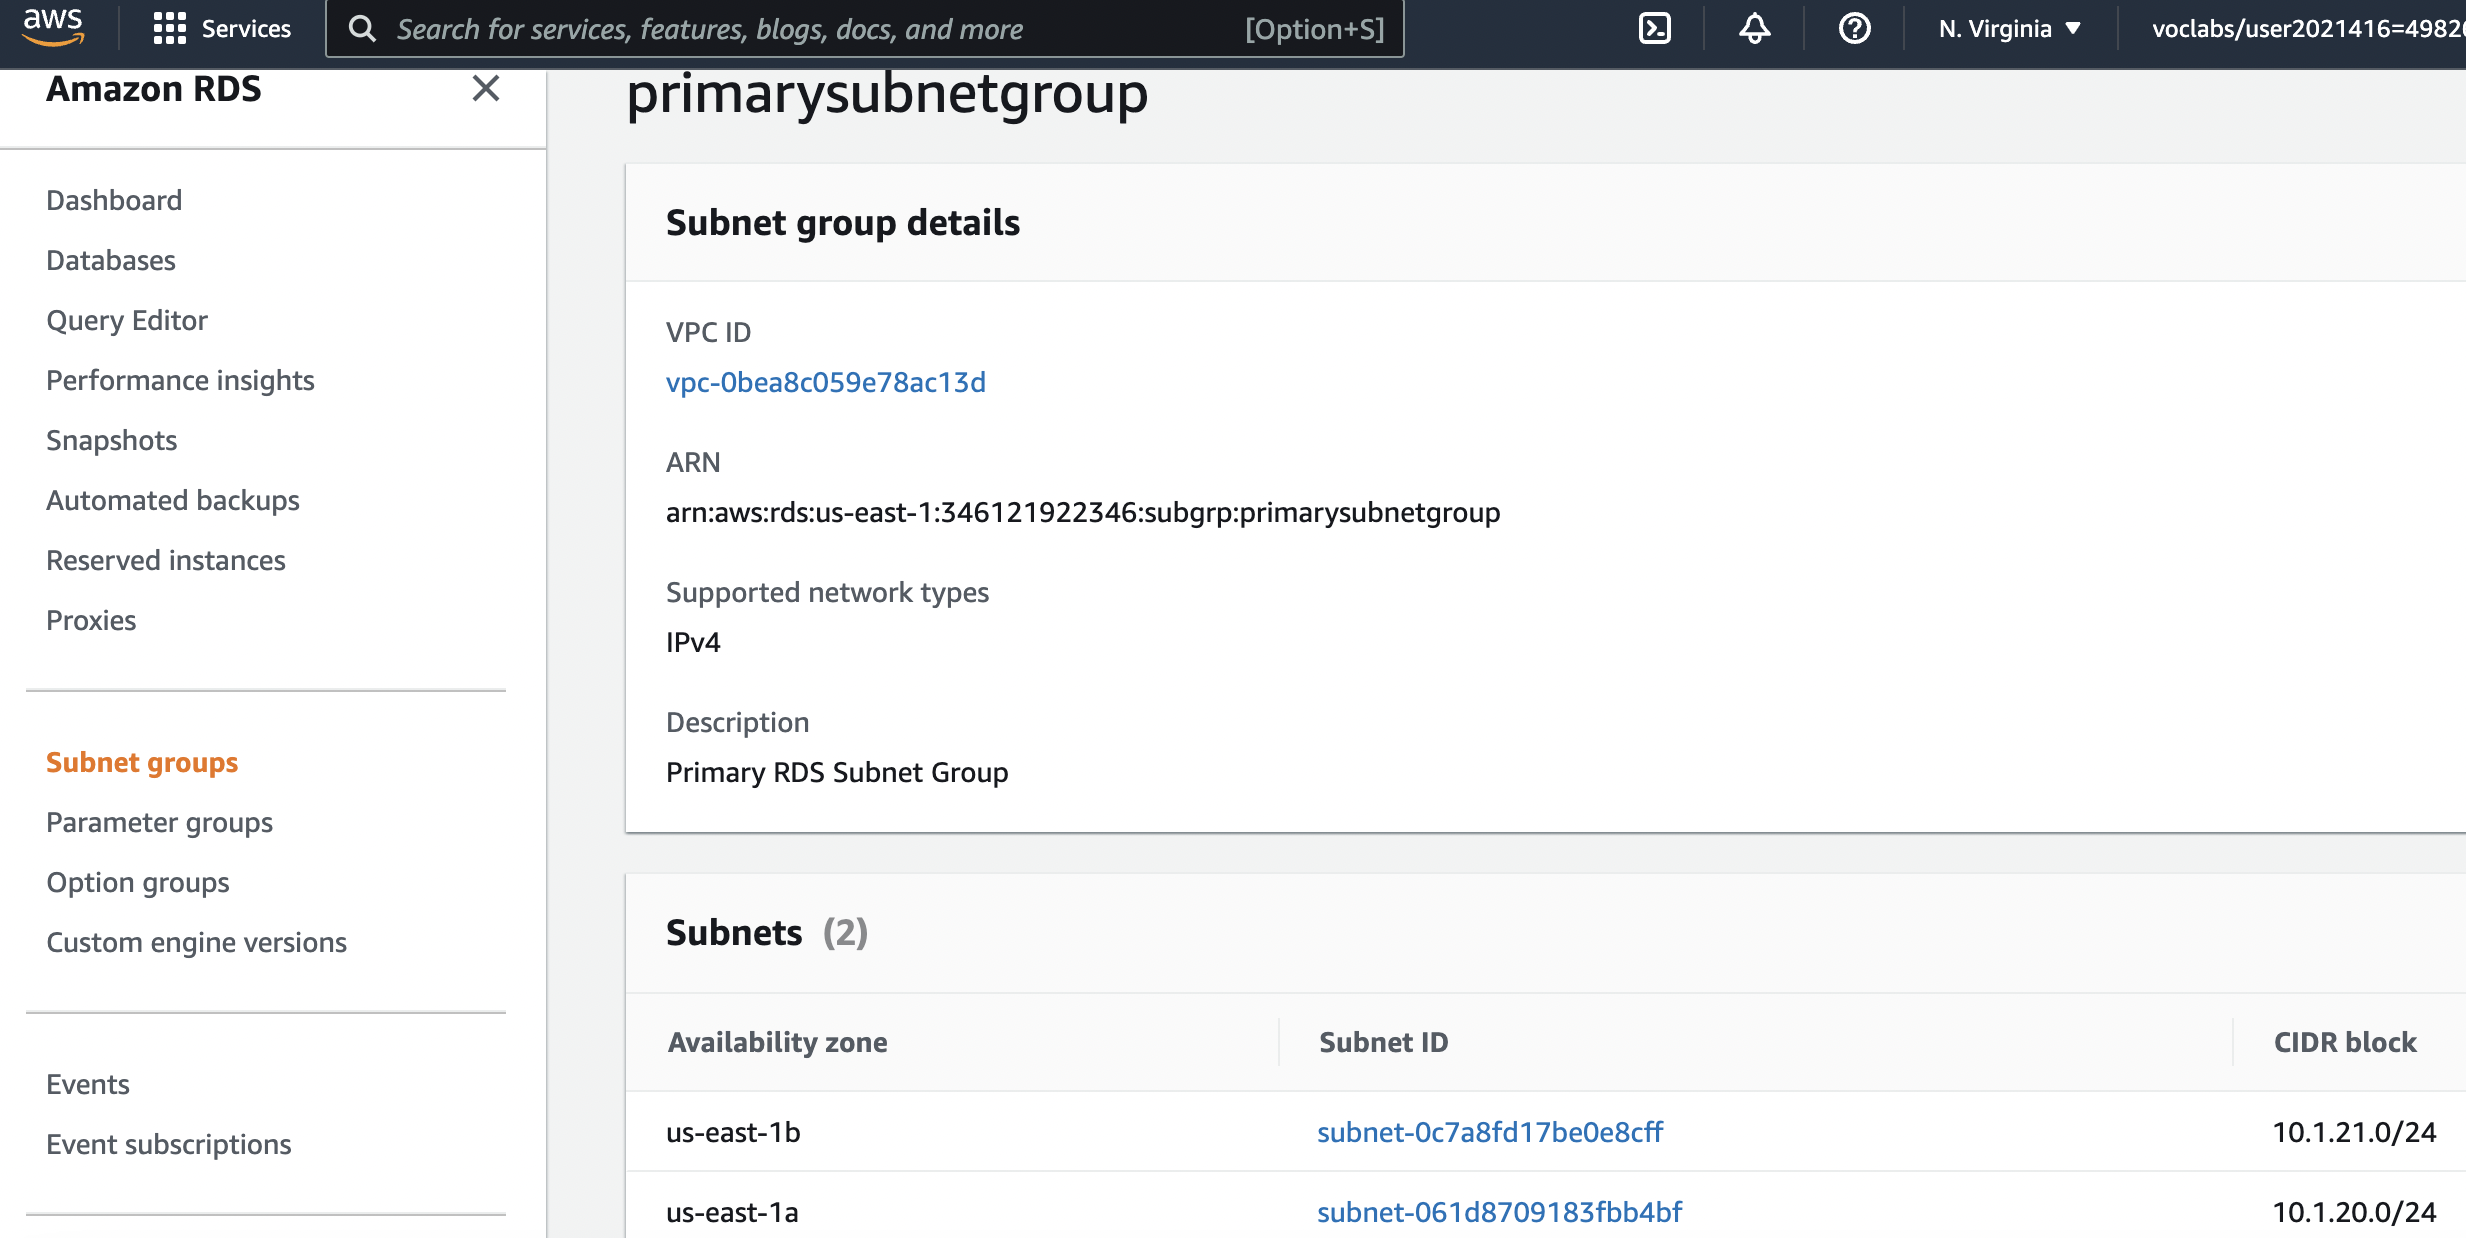 aws
Services
Search for services, features, blogs, docs, and more
[Option+S]
N. Virginia
voclabs/user2021416=4982
Amazon RDS
Dashboard
Databases
Query Editor
Performance insights
Snapshots
Automated backups
Reserved instances
Proxies
Subnet groups
Parameter groups
Option groups
Custom engine versions
Events
Event subscriptions
primarysubnetgroup
Subnet group details
VPC ID
vpc-0bea8c059e78ac13d
ARN
arn:aws:rds:us-east-1:346121922346:subgrp:primarysubnetgroup
Supported network types
IPv4
Description
Primary RDS Subnet Group
Subnets (2)
Availability zone Subnet ID CIDR block
us-east-1b subnet-0c7a8fd17be0e8cff 10.1.21.0/24
us-east-1a subnet-061d8709183fbb4bf 10.1.20.0/24